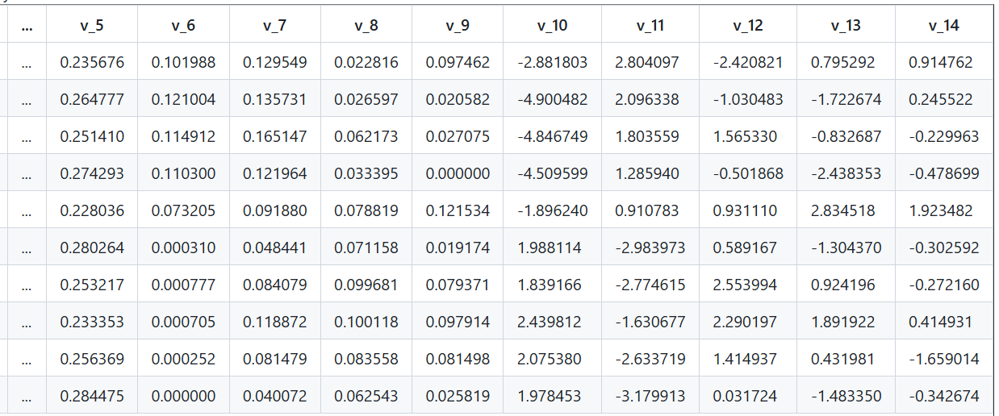 ... v_5 v_6 v_7 v_8 v_9 v_10 v_11 v_12 v_13 v_14
... 0.235676 0.101988 0.129549 0.022816 0.097462 -2.881803 2.804097 -2.420821 0.795292 0.914762
... 0.264777 0.121004 0.135731 0.026597 0.020582 -4.900482 2.096338 -1.030483 -1.722674 0.245522
... 0.251410 0.114912 0.165147 0.062173 0.027075 -4.846749 1.803559 1.565330 -0.832687 -0.229963
... 0.274293 0.110300 0.121964 0.033395 0.000000 -4.509599 1.285940 -0.501868 -2.438353 -0.478699
... 0.228036 0.073205 0.091880 0.078819 0.121534 -1.896240 0.910783 0.931110 2.834518 1.923482
... 0.280264 0.000310 0.048441 0.071158 0.019174 1.988114 -2.983973 0.589167 -1.304370 -0.302592
... 0.253217 0.000777 0.084079 0.099681 0.079371 1.839166 -2.774615 2.553994 0.924196 -0.272160
... 0.233353 0.000705 0.118872 0.100118 0.097914 2.439812 -1.630677 2.290197 1.891922 0.414931
... 0.256369 0.000252 0.081479 0.083558 0.081498 2.075380 -2.633719 1.414937 0.431981 -1.659014
... 0.284475 0.000000 0.040072 0.062543 0.025819 1.978453 -3.179913 0.031724 -1.483350 -0.342674